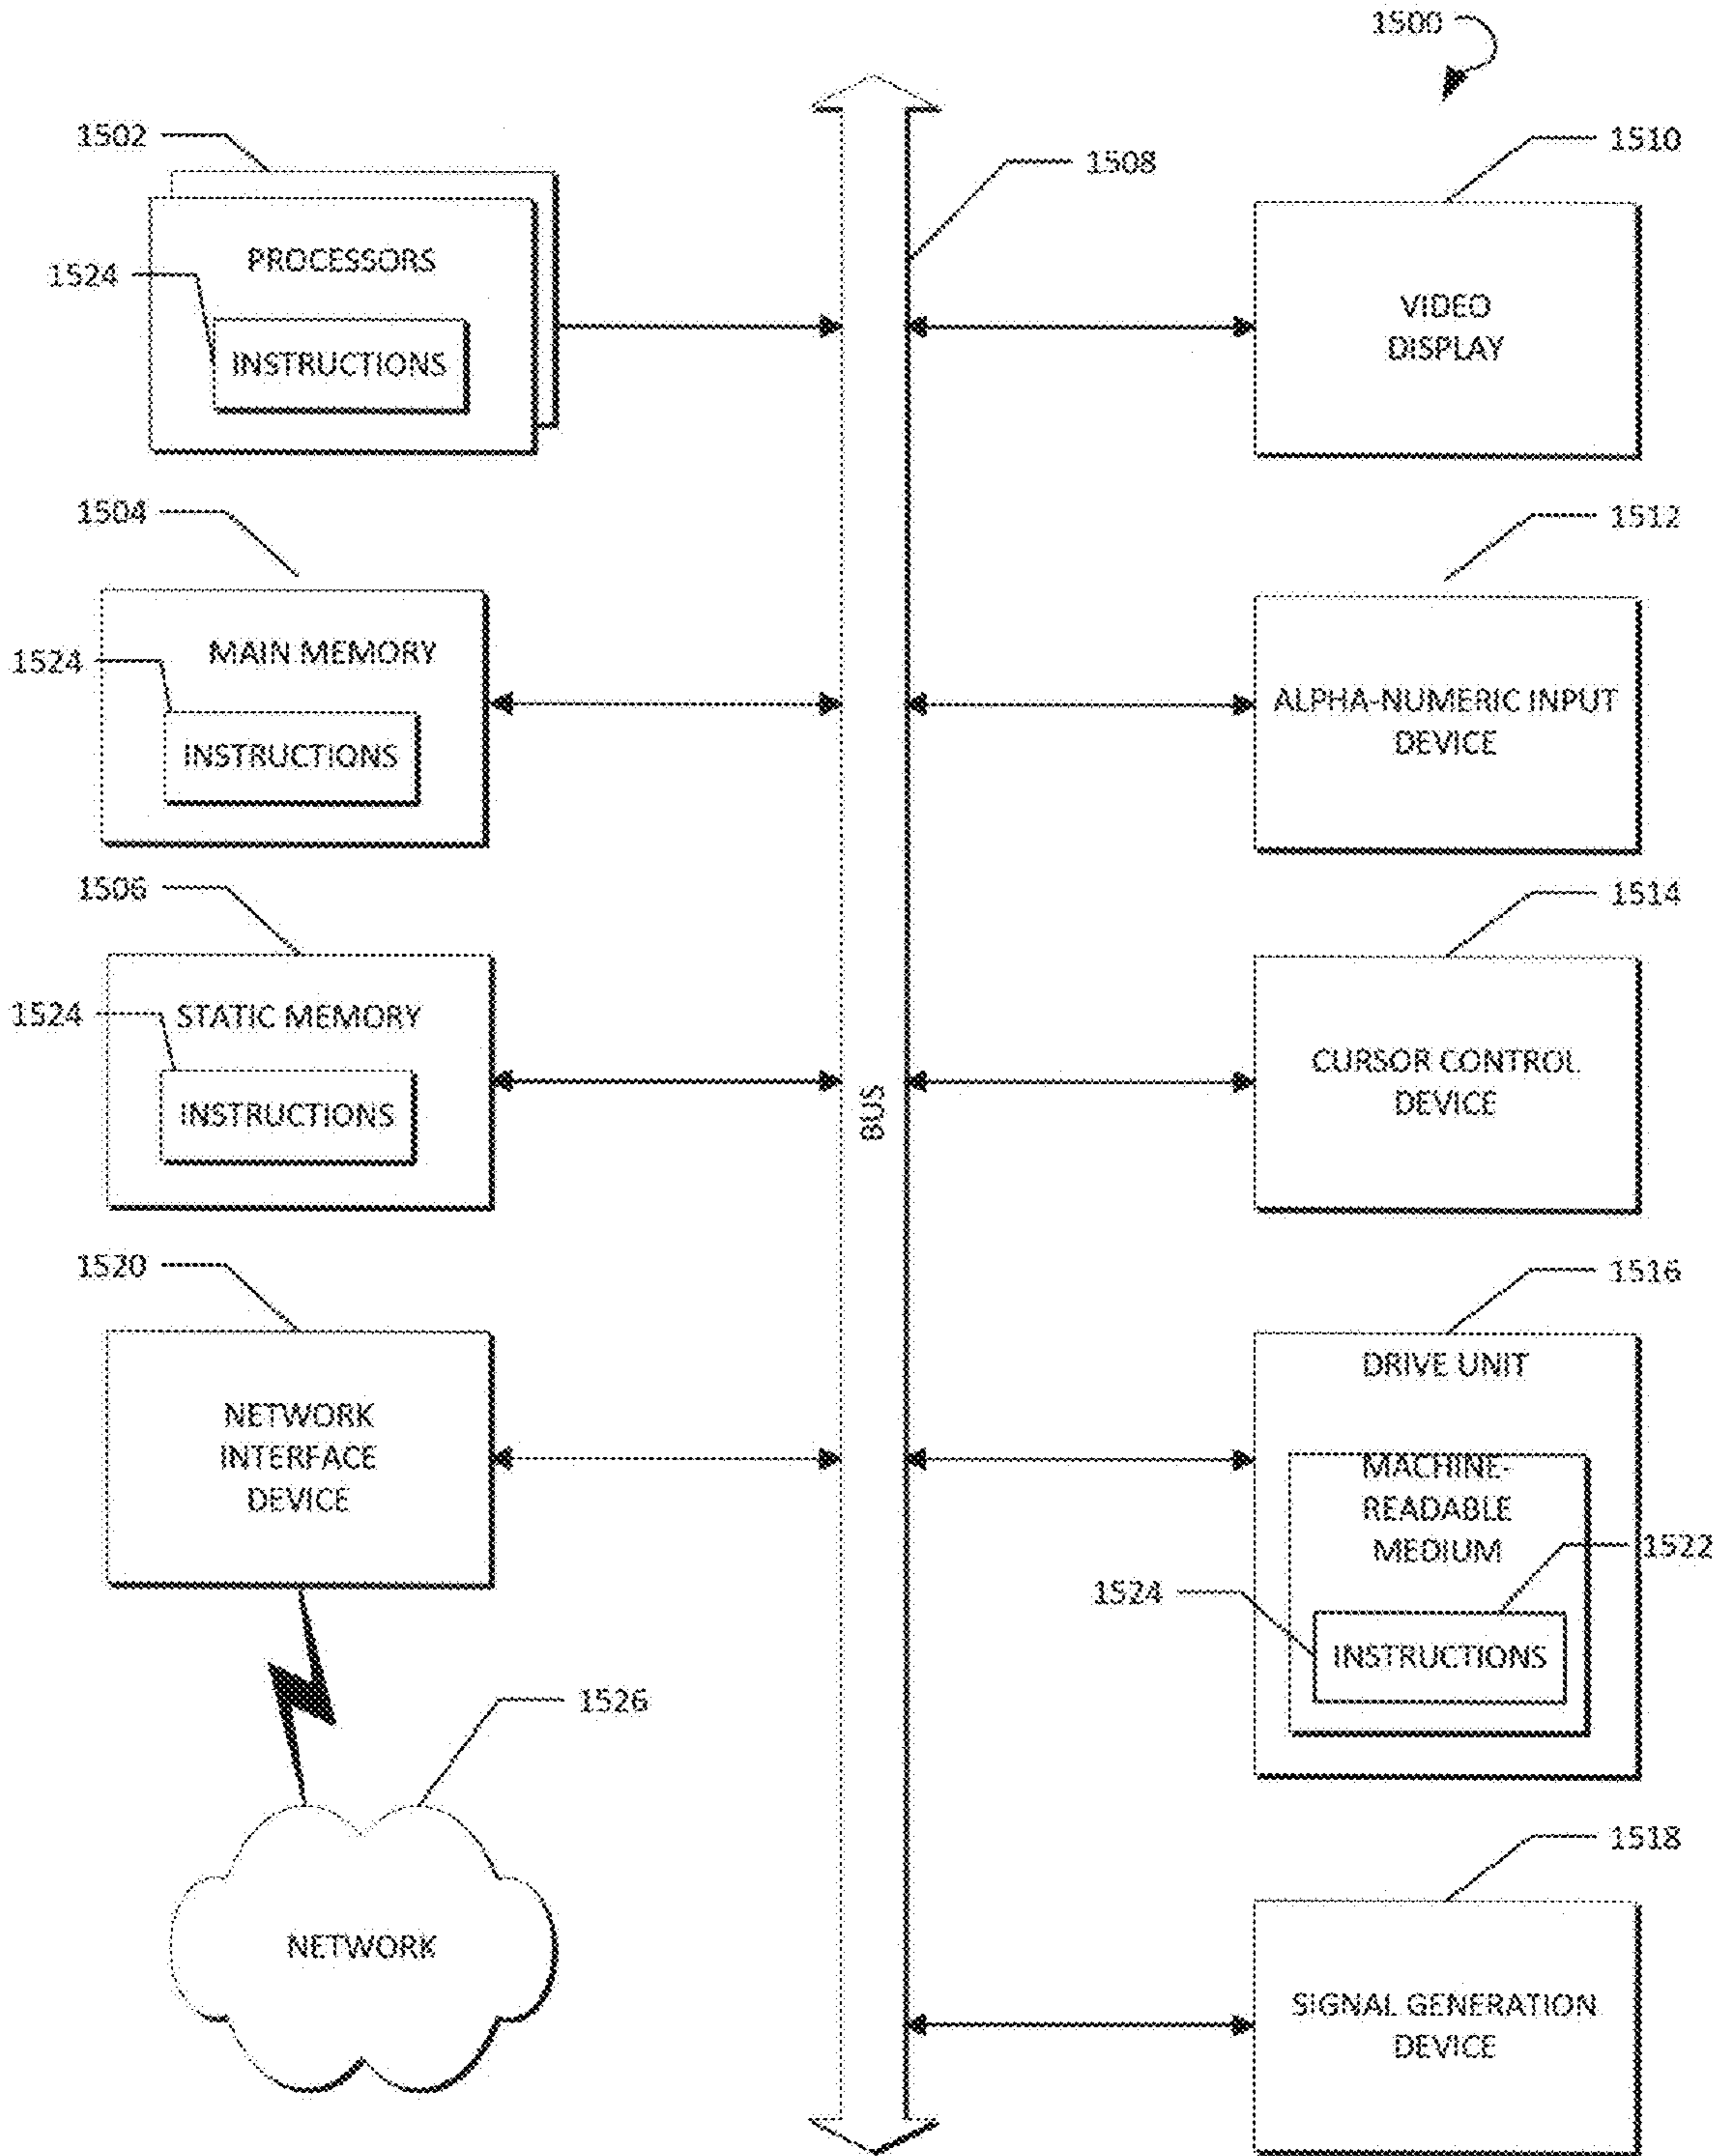 1500
1502
1508
1510
PROCESSORS
1524
INSTRUCTIONS
VIDEO
DISPLAY
1504
1512
MAIN MEMORY
1524
INSTRUCTIONS
ALPHA-NUMERIC INPUT
DEVICE
1506
1514
STATIC MEMORY
1524
INSTRUCTIONS
CURSOR CONTROL
DEVICE
BUS
1520
1516
NETWORK
INTERFACE
DEVICE
DRIVE UNIT
MACHINE-
READABLE
MEDIUM
1522
1524
INSTRUCTIONS
1526
NETWORK
1518
SIGNAL GENERATION
DEVICE